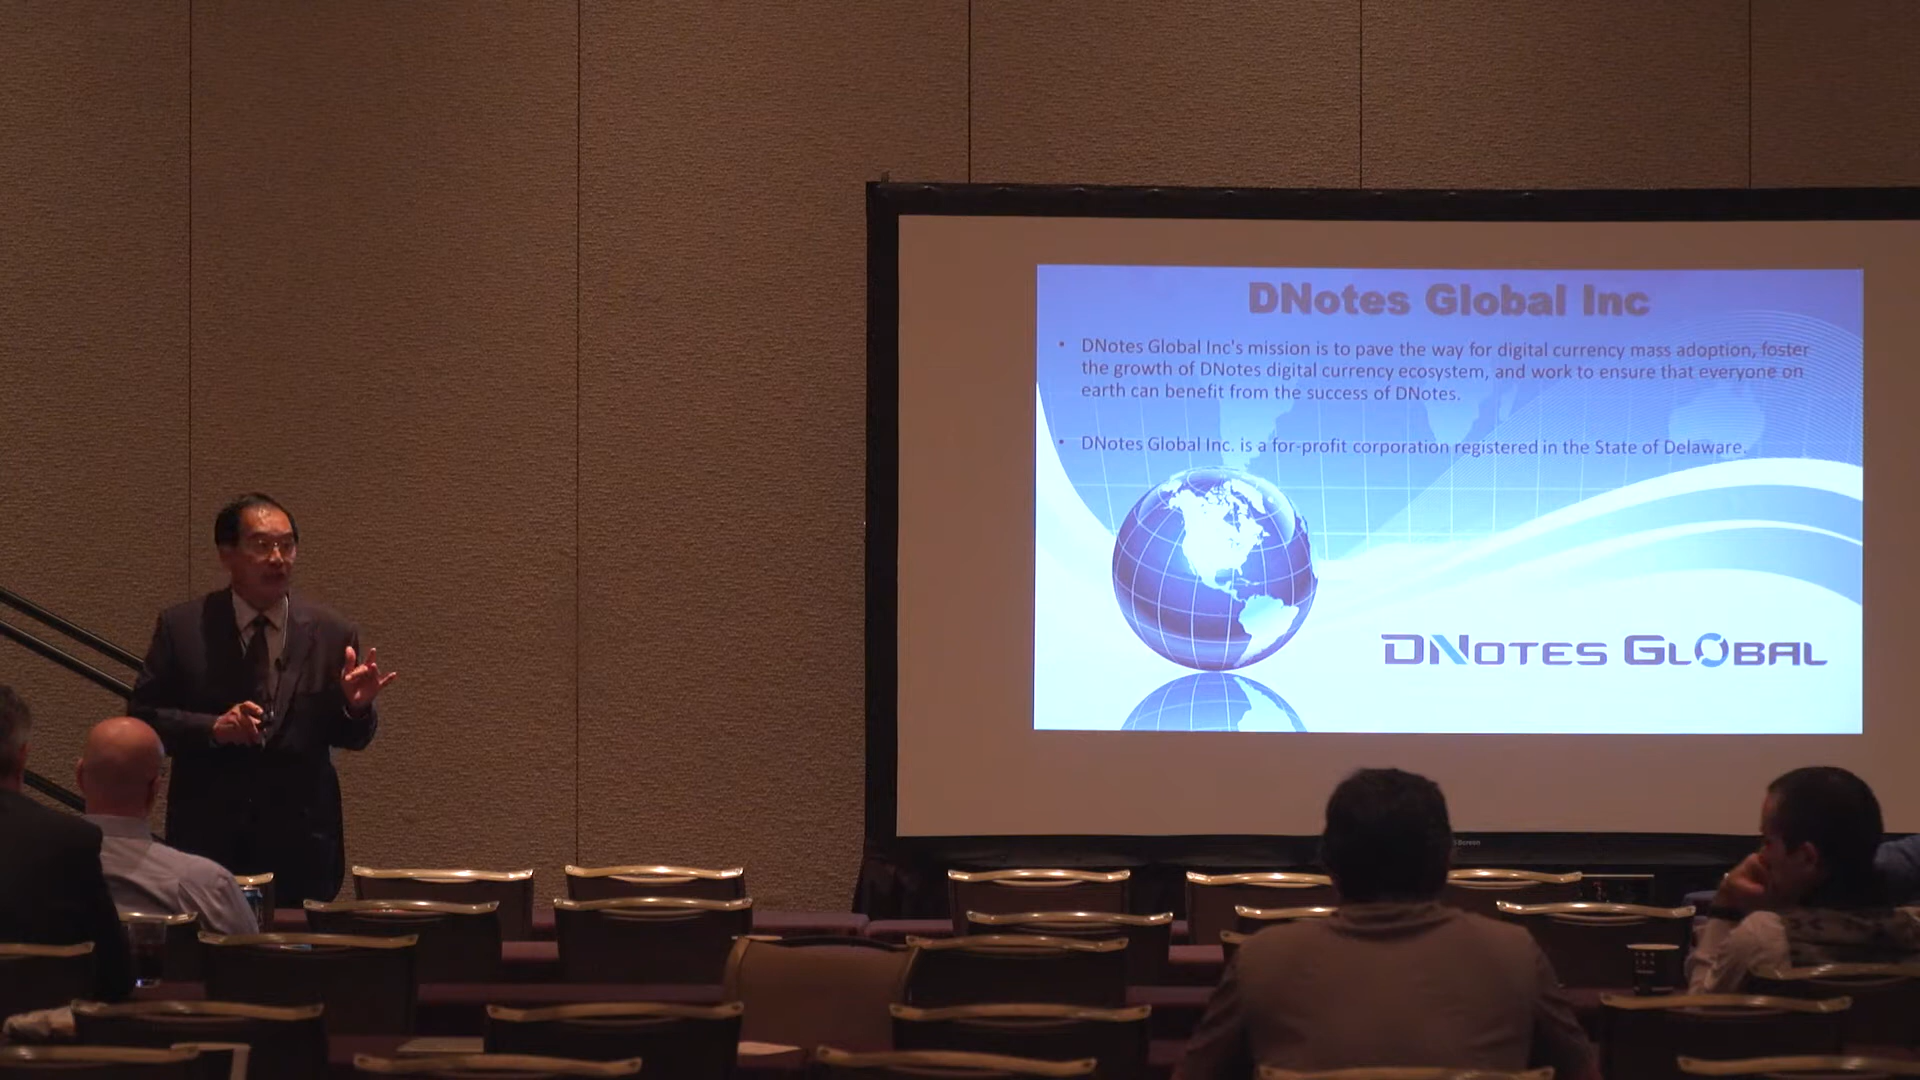 DNotes Global Inc
• DNotes Global Inc's mission is to pave the way for digital currency mass adoption, foster
the growth of DNotes digital currency ecosystem, and work to ensure that everyone on
earth can benefit from the success of DNotes.
• DNotes Global Inc. is a for-profit corporation registered in the State of Delaware.
DNOTES GLOBAL